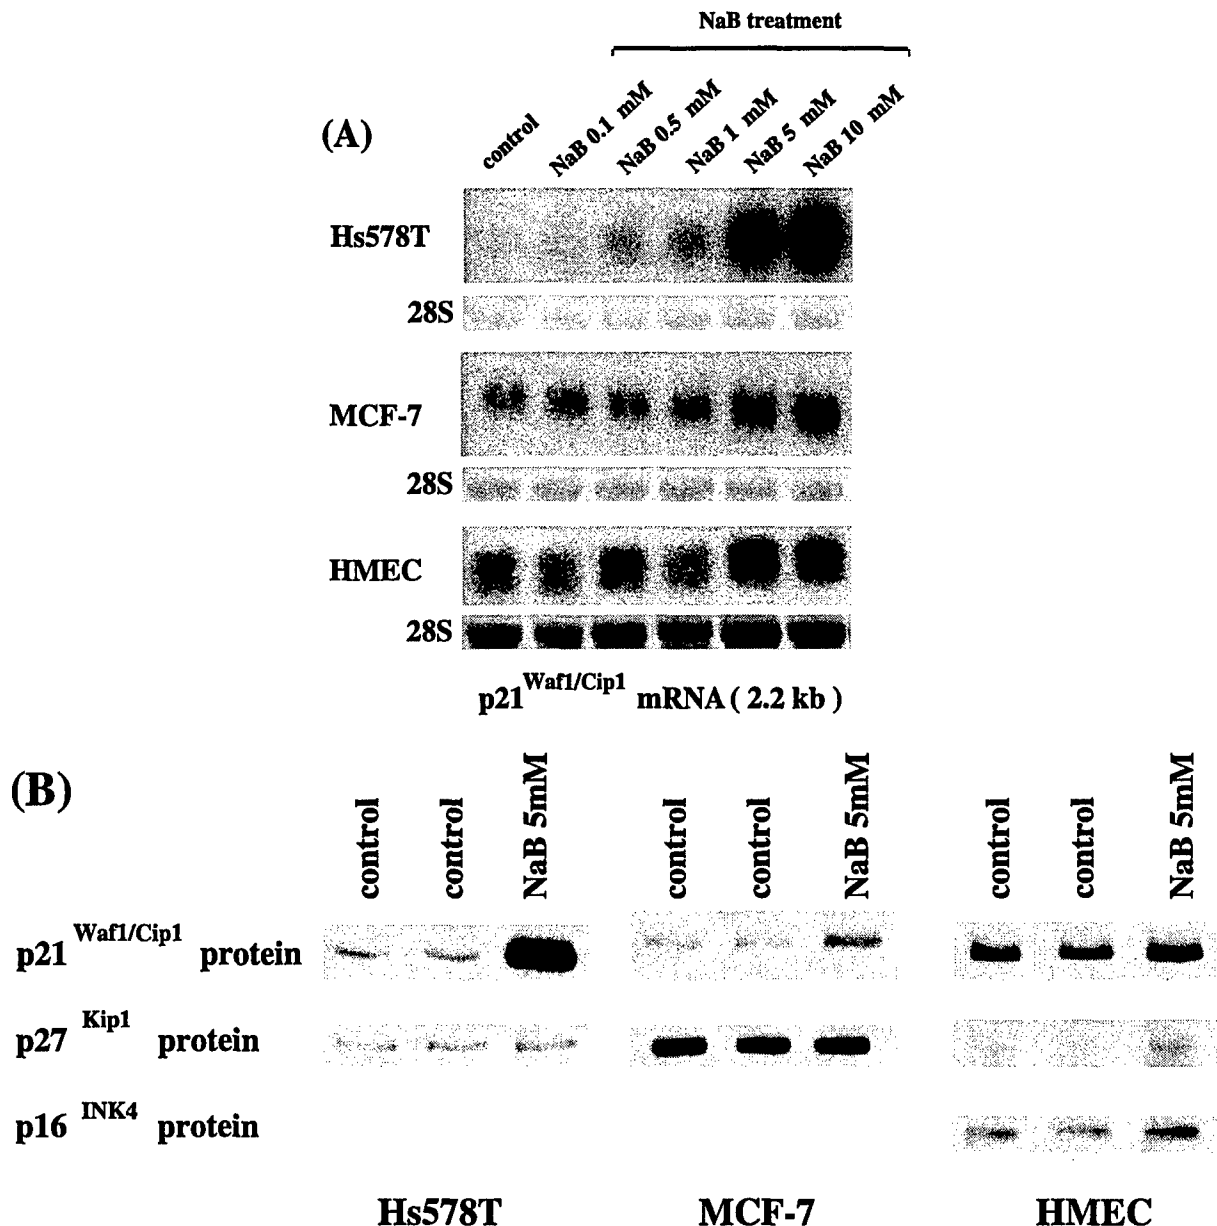 NaB treatment
(A)
control NaB 0.1 mM NaB 0.5 mM NaB 1 mM NaB 5 mM NaB 10 mM
Hs578T
28S
MCF-7
28S
HMEC
28S
p21 Waf1/Cip1 mRNA ( 2.2 kb )
(B)
control control NaB 5mM control control NaB 5mM control control NaB 5mM
p21 Waf1/Cip1 protein
p27 Kip1 protein
p16 INK4 protein
Hs578T MCF-7 HMEC